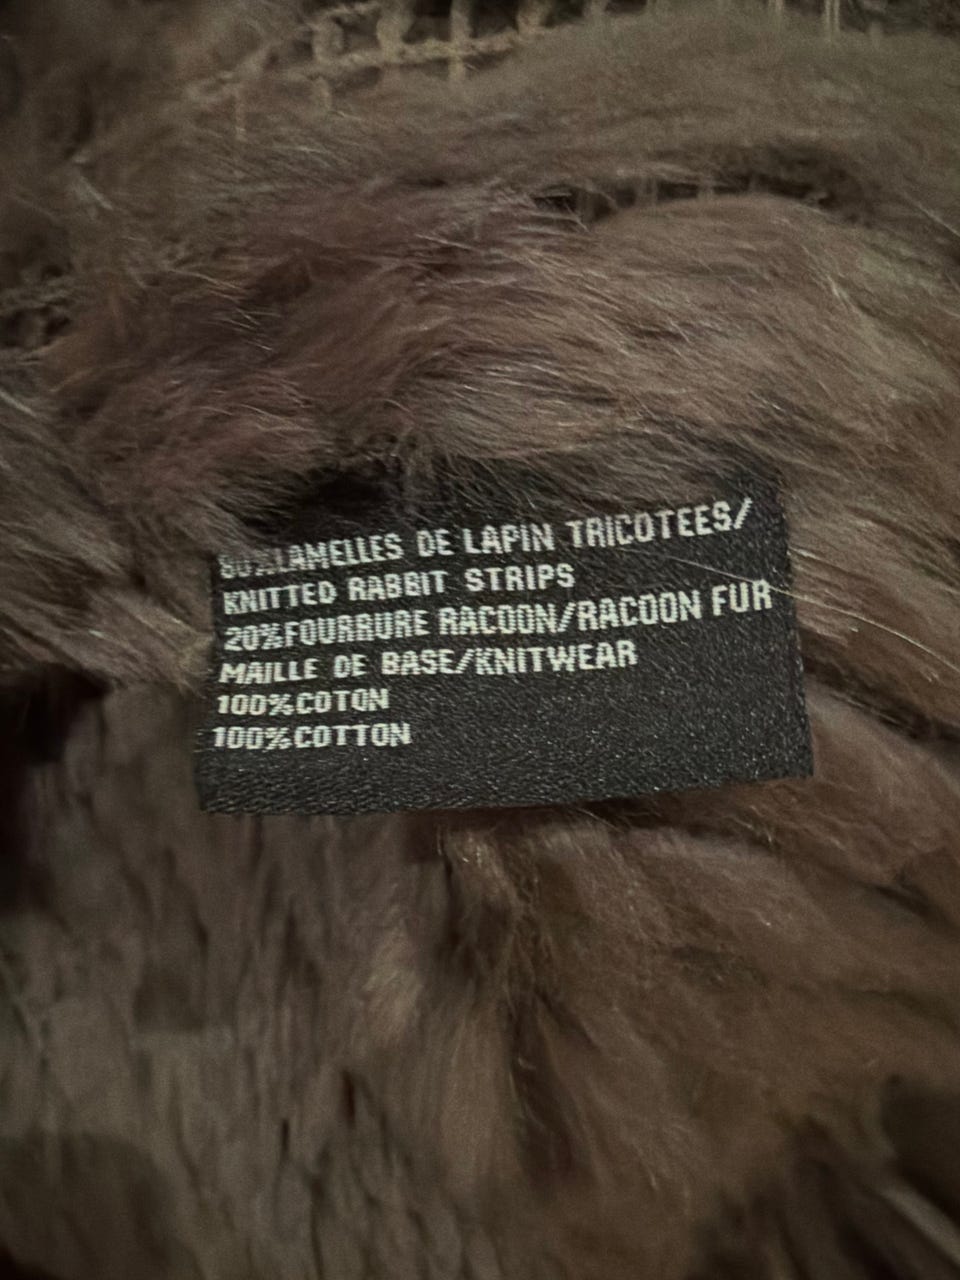 80%LAMELLES DE LAPIN TRICOTEES/
KNITTED RABBIT STRIPS
20%FOURRURE RACOON/RACOON FUR
MAILLE DE BASE/KNITWEAR
100%COTON
100%COTTON